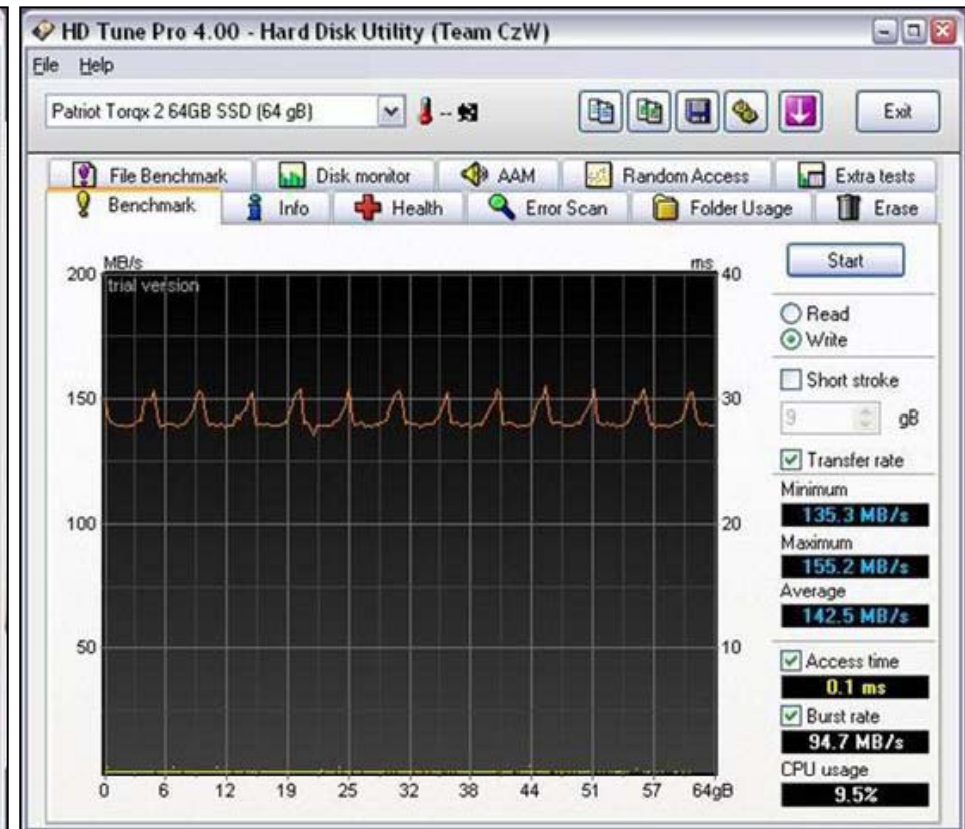 HD Tune Pro 4.00 - Hard Disk Utility (Team CzW)
File Help
Patriot Torqx 2 64GB SSD (64 gB)
--
Exit
File Benchmark Disk monitor AAM Random Access Extra tests
Benchmark Info Health Error Scan Folder Usage Erase
MB/s ms
trial version
200
150
100
50
40
30
20
10
0 6 12 19 25 32 38 44 51 57 64gB
Start
Read
Write
Short stroke
9 gB
Transfer rate
Minimum
135.3 MB/s
Maximum
155.2 MB/s
Average
142.5 MB/s
Access time
0.1 ms
Burst rate
94.7 MB/s
CPU usage
9.5%